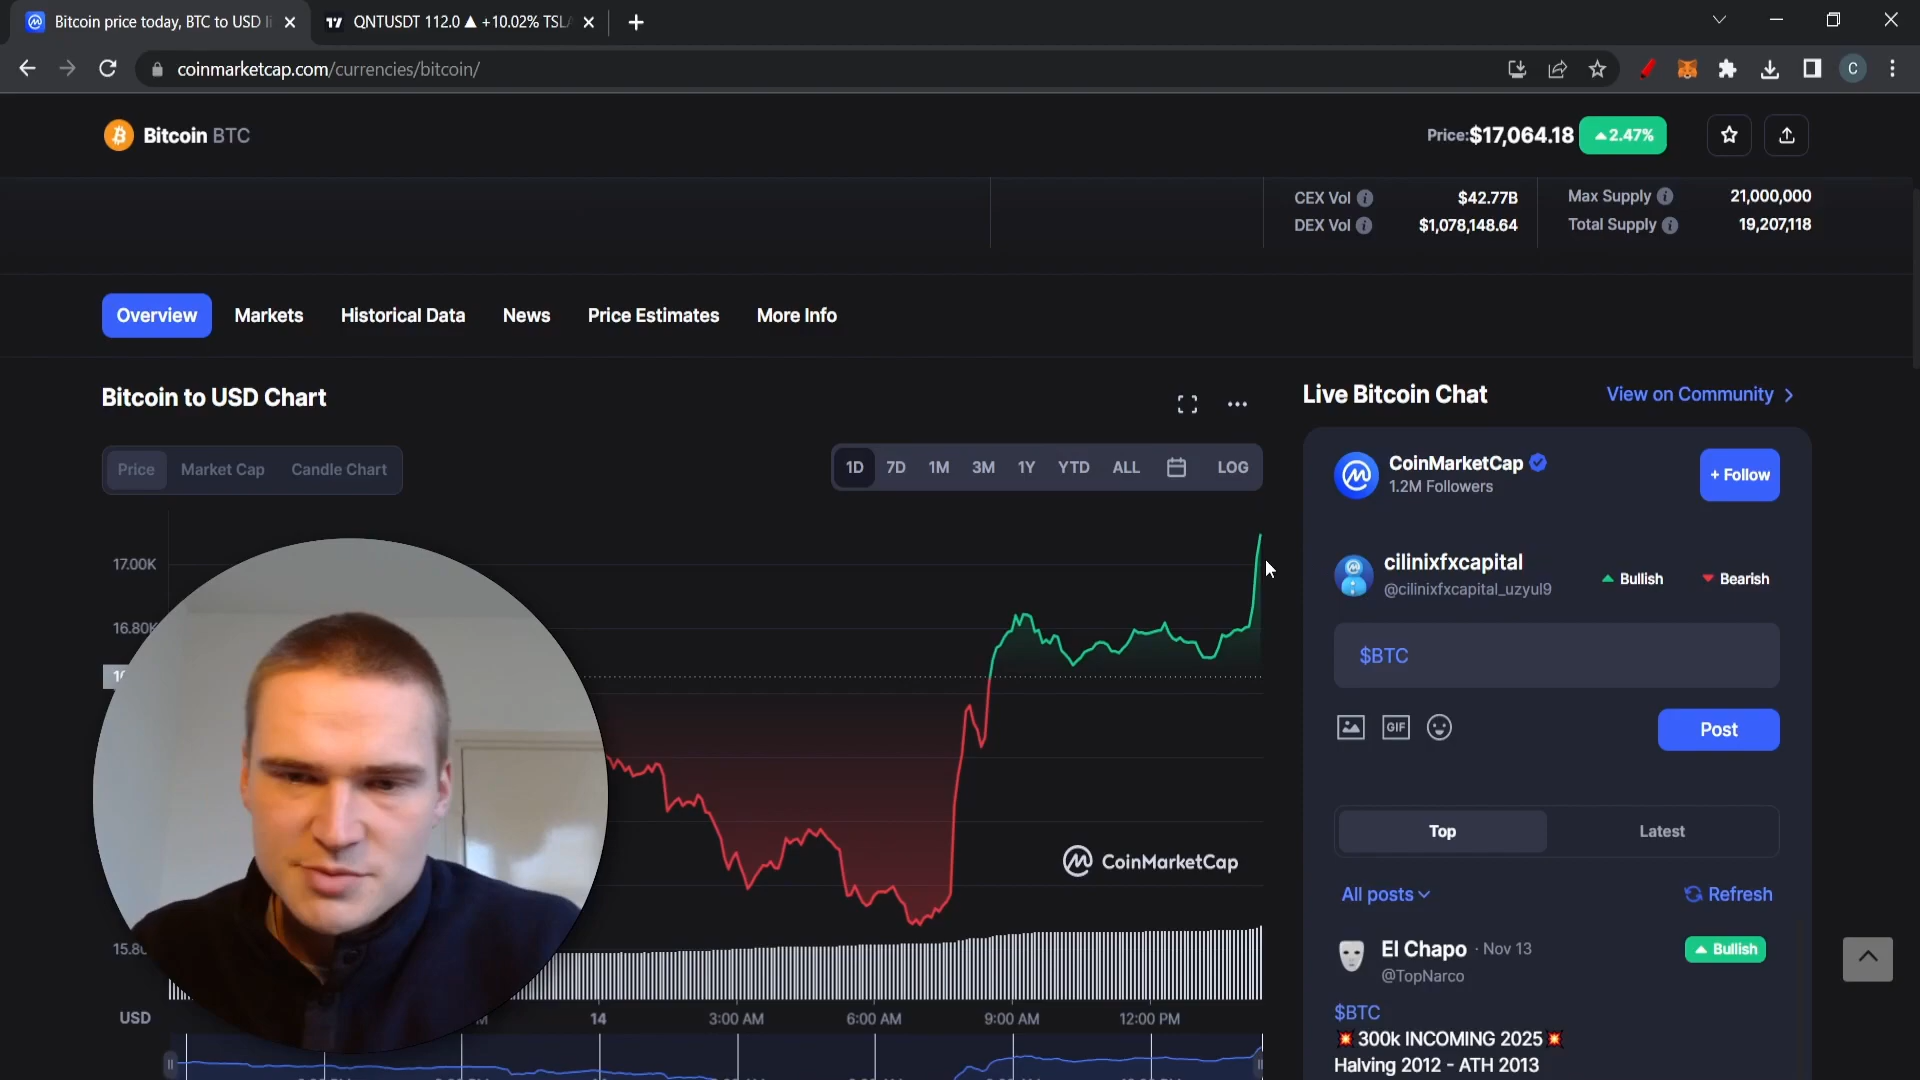 Bitcoin price today, BTC to USD li
QNTUSDT 112.0 ▲ +10.02% TSLA
coinmarketcap.com/currencies/bitcoin/
C
Bitcoin BTC
Price:$17,064.18
2.47%
CEX Vol $42.77B
DEX Vol $1,078,148.64
Max Supply 21,000,000
Total Supply 19,207,118
Overview Markets Historical Data News Price Estimates More Info
Bitcoin to USD Chart
Price Market Cap Candle Chart
1D 7D 1M 3M 1Y YTD ALL LOG
17.00K
16.80K
CoinMarketCap
USD
14 3:00 AM 6:00 AM 9:00 AM 12:00 PM
Live Bitcoin Chat
View on Community
CoinMarketCap
1.2M Followers
+ Follow
cilinixfxcapital
@cilinixfxcapital_uzyul9
Bullish Bearish
$BTC
GIF
Post
Top Latest
All posts
Refresh
El Chapo · Nov 13
@TopNarco
Bullish
$BTC
💥 300k INCOMING 2025💥
Halving 2012 - ATH 2013